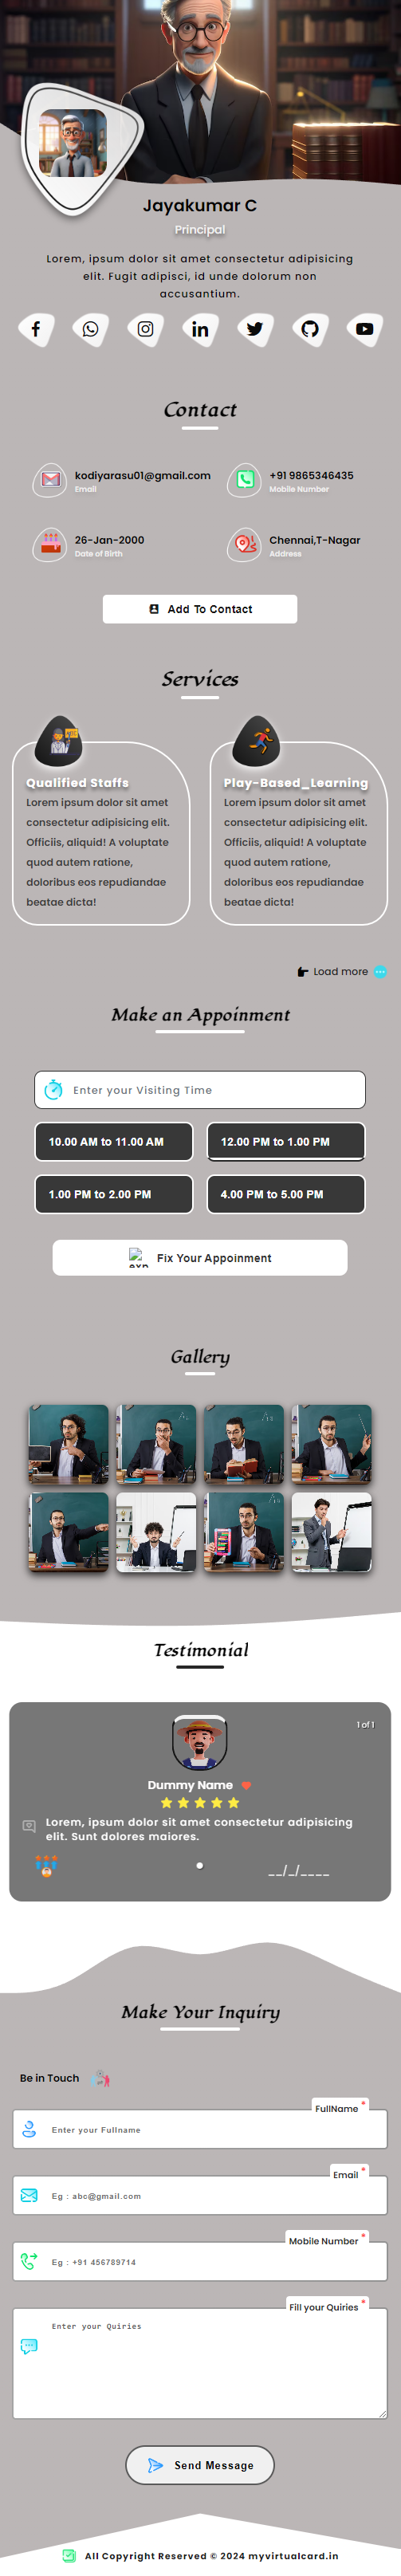 Jayakumar C
Principal
Lorem, ipsum dolor sit amet consectetur adipisicing
elit. Fugit adipisci, id unde dolorum non
accusantium.
Contact
kodiyarasu01@gmail.com
Email
+91 9865346435
Mobile Number
26-Jan-2000
Date of Birth
Chennai,T-Nagar
Address
Add To Contact
Services
Qualified Staffs
Lorem ipsum dolor sit amet
consectetur adipisicing elit.
Officiis, aliquid! A voluptate
quod autem ratione,
doloribus eos repudiandae
beatae dicta!
Play-Based_Learning
Lorem ipsum dolor sit amet
consectetur adipisicing elit.
Officiis, aliquid! A voluptate
quod autem ratione,
doloribus eos repudiandae
beatae dicta!
Load more
Make an Appoinment
Enter your Visiting Time
10.00 AM to 11.00 AM
12.00 PM to 1.00 PM
1.00 PM to 2.00 PM
4.00 PM to 5.00 PM
Fix Your Appoinment
Gallery
Testimonial
1 of 1
Dummy Name
Lorem, ipsum dolor sit amet consectetur adipisicing
elit. Sunt dolores maiores.
__/_/____
Make Your Inquiry
Be in Touch
FullName *
Enter your Fullname
Email *
Eg : abc@gmail.com
Mobile Number *
Eg : +91 456789714
Fill your Quiries *
Enter your Quiries
Send Message
All Copyright Reserved © 2024 myvirtualcard.in